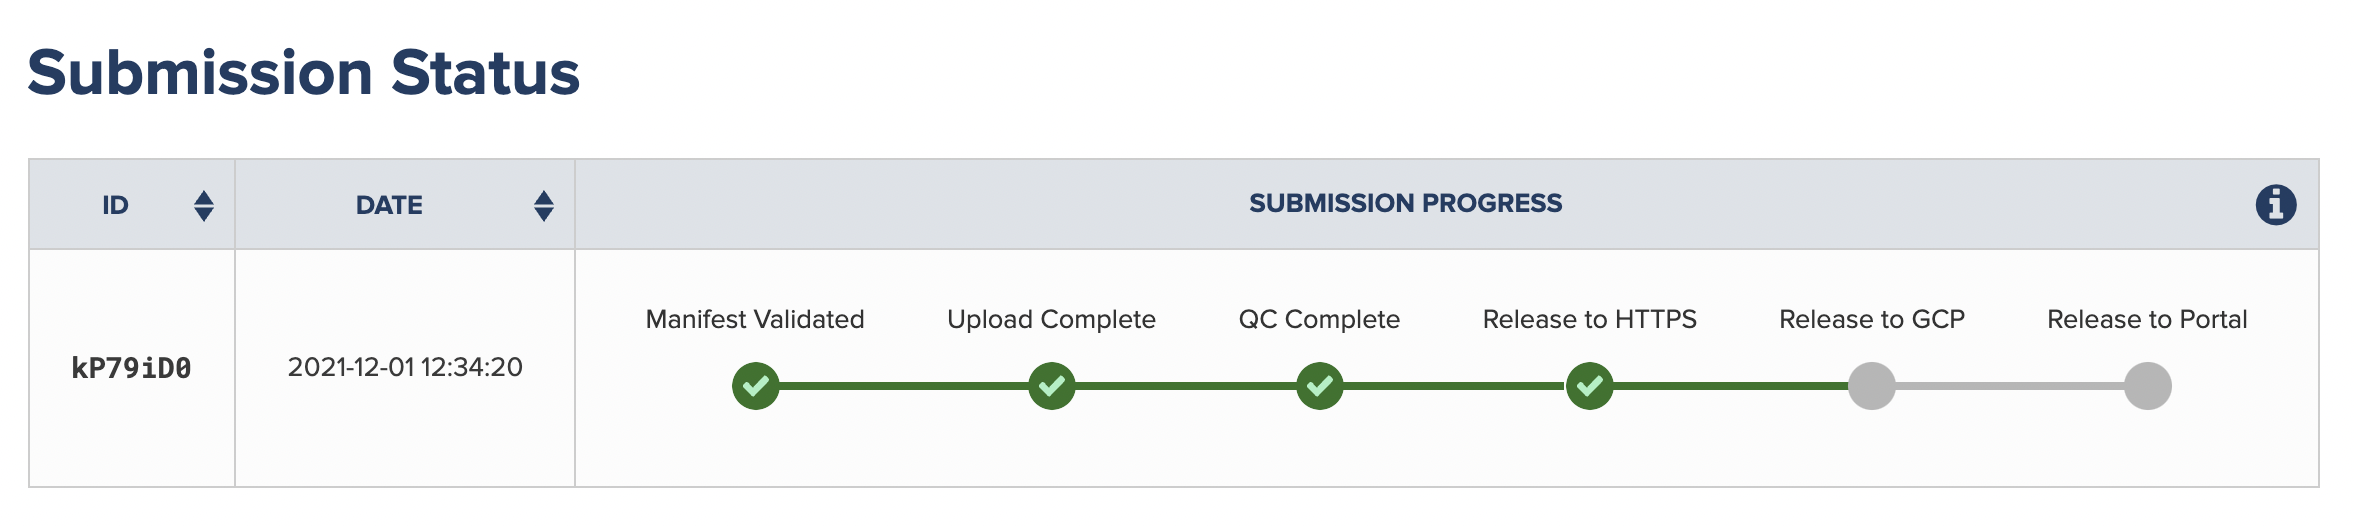 Submission Status
ID DATE SUBMISSION PROGRESS
Manifest Validated Upload Complete QC Complete Release to HTTPS Release to GCP Release to Portal
kP79iD0 2021-12-01 12:34:20